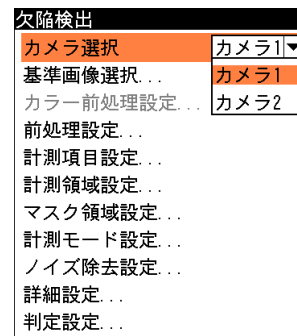 欠陥検出
カメラ選択 カメラ1▼
基準画像選択... カメラ1
カラー前処理設定... カメラ2
前処理設定...
計測項目設定...
計測領域設定...
マスク領域設定...
計測モード設定...
ノイズ除去設定...
詳細設定...
判定設定...